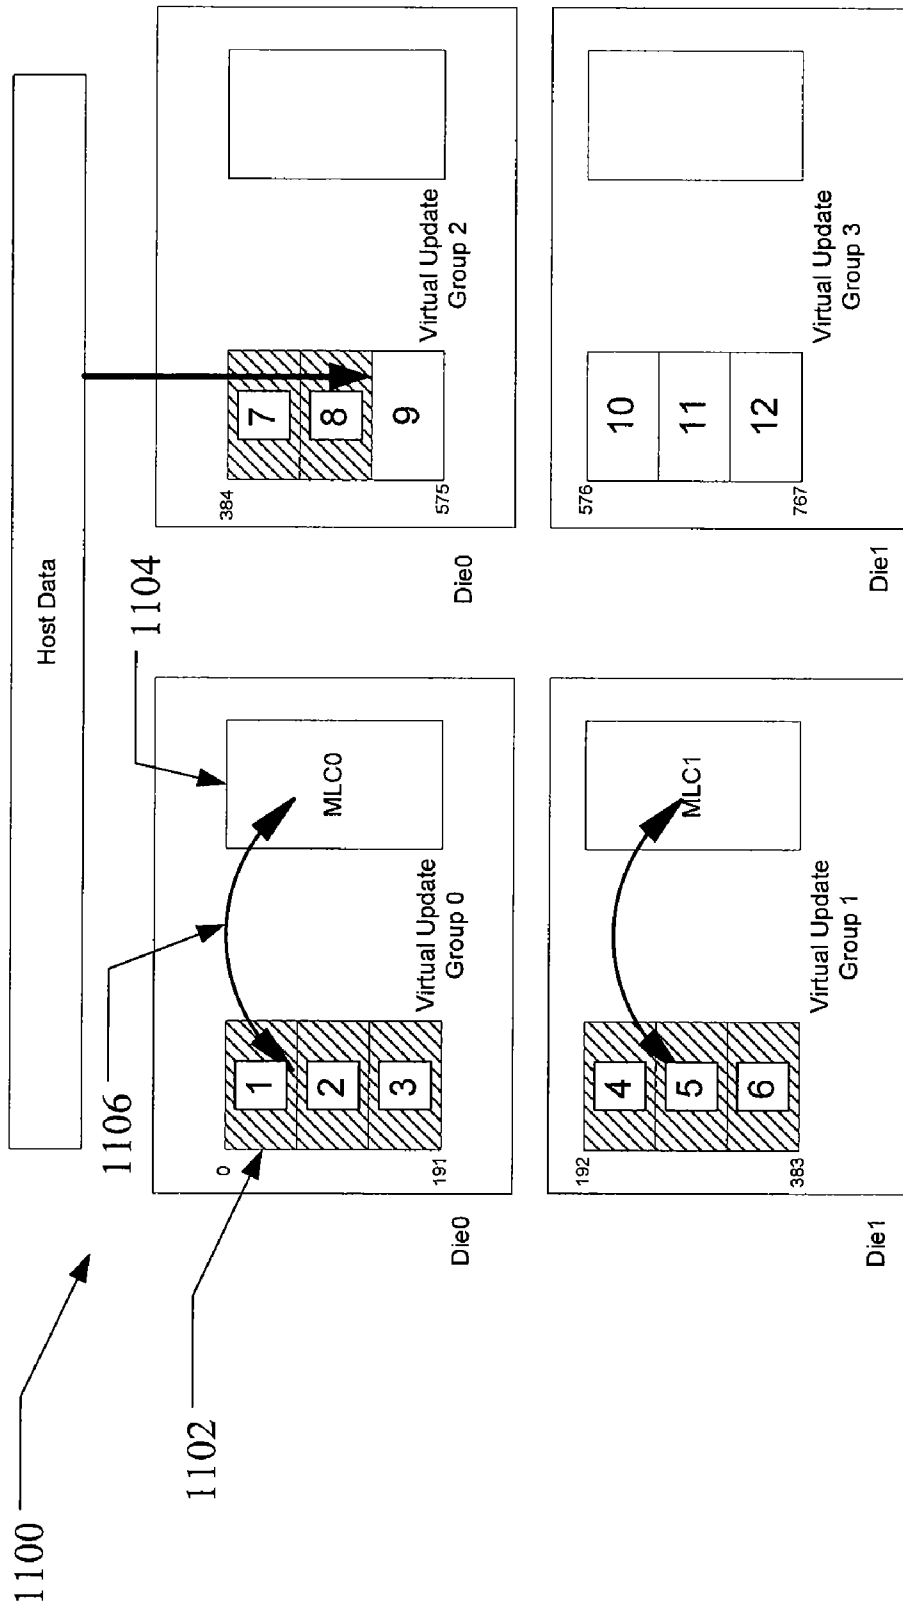 1100
1102
1106
1104
Host Data
0
1
2
3
191
Virtual Update
Group 0
MLC0
Die0
384
7
8
9
575
Virtual Update
Group 2
Die0
192
4
5
6
383
Virtual Update
Group 1
MLC1
Die1
576
10
11
12
767
Virtual Update
Group 3
Die1